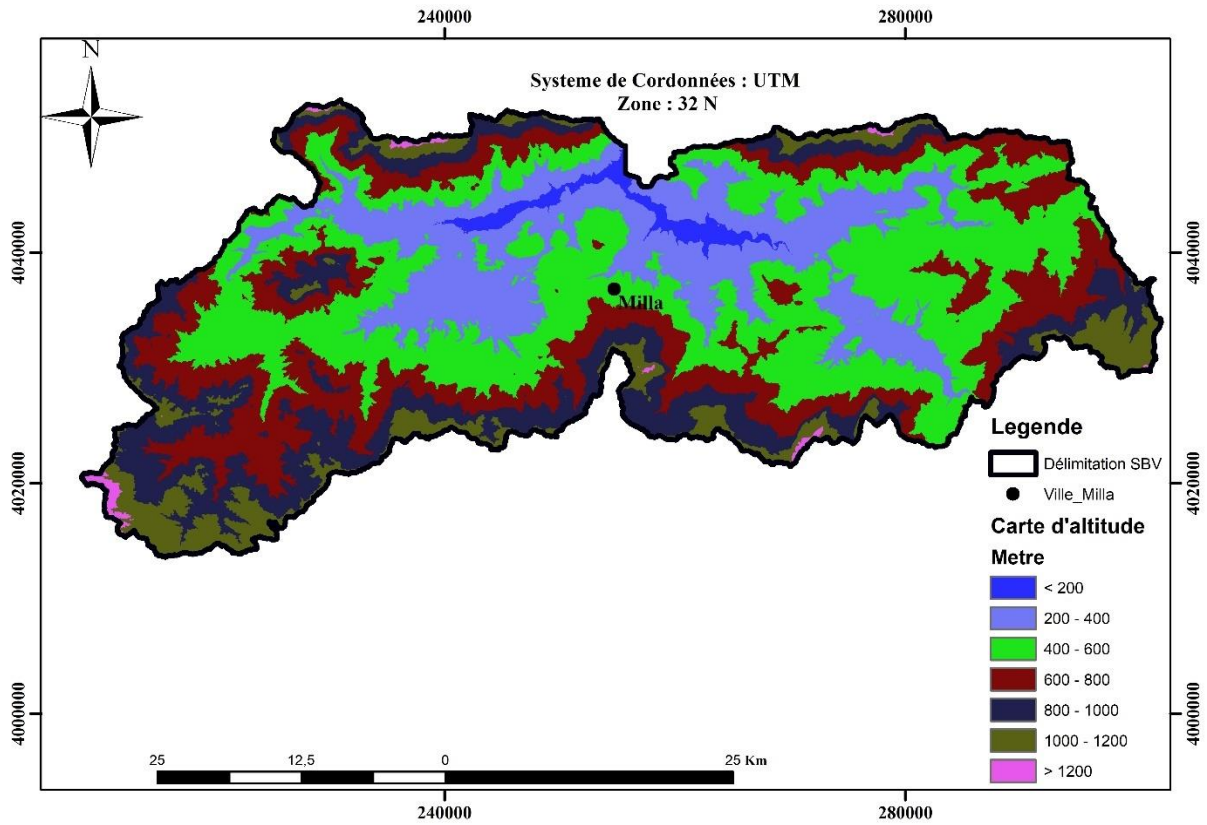 240000
280000
N
Systeme de Cordonnées : UTM
Zone : 32 N
4040000
4040000
Milla
Legende
Délimitation SBV
Ville_Milla
4020000
4020000
Carte d'altitude
Metre
< 200
200 - 400
400 - 600
600 - 800
800 - 1000
1000 - 1200
> 1200
4000000
4000000
25
12,5
0
25 Km
240000
280000